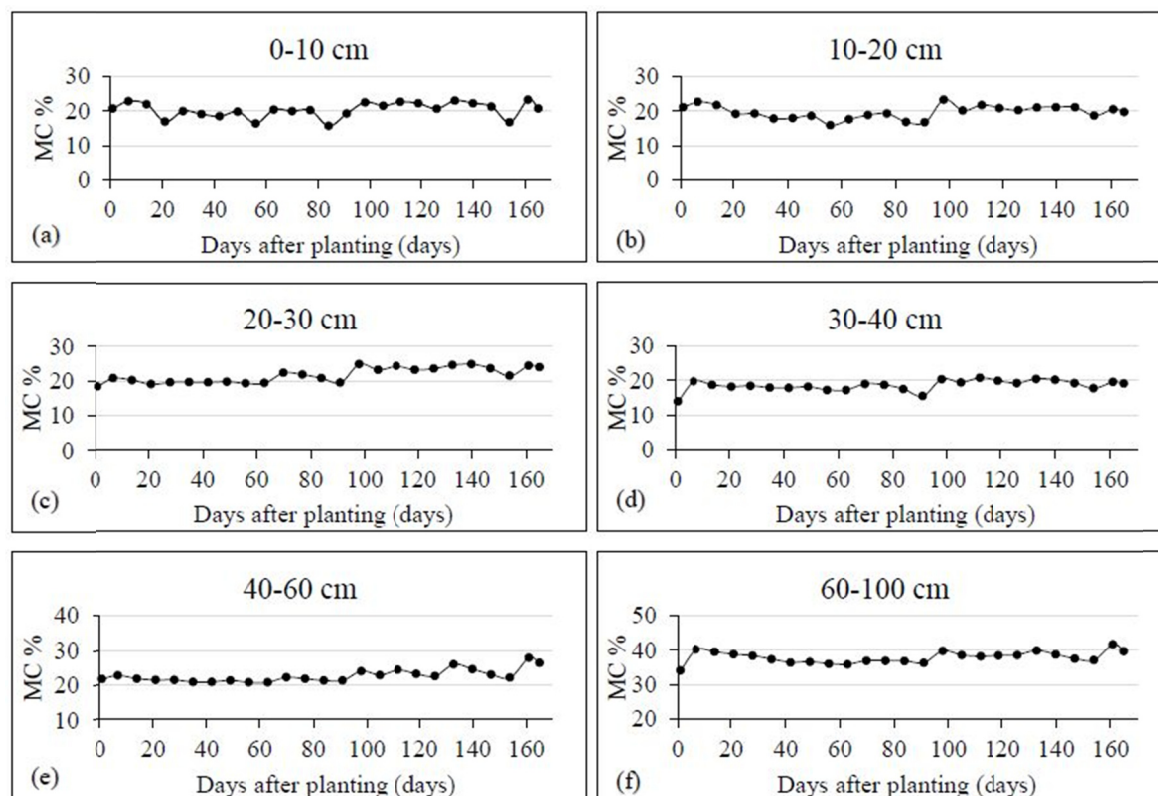 0-10 cm
MC %
30
20
10
0
0 20 40 60 80 100 120 140 160
Days after planting (days)
(a)
10-20 cm
MC %
30
20
10
0
0 20 40 60 80 100 120 140 160
Days after planting (days)
(b)
20-30 cm
MC %
30
20
10
0
0 20 40 60 80 100 120 140 160
Days after planting (days)
(c)
30-40 cm
MC %
30
20
10
0
0 20 40 60 80 100 120 140 160
Days after planting (days)
(d)
40-60 cm
MC %
40
30
20
10
0 20 40 60 80 100 120 140 160
Days after planting (days)
(e)
60-100 cm
MC %
50
40
30
20
0 20 40 60 80 100 120 140 160
Days after planting (days)
(f)